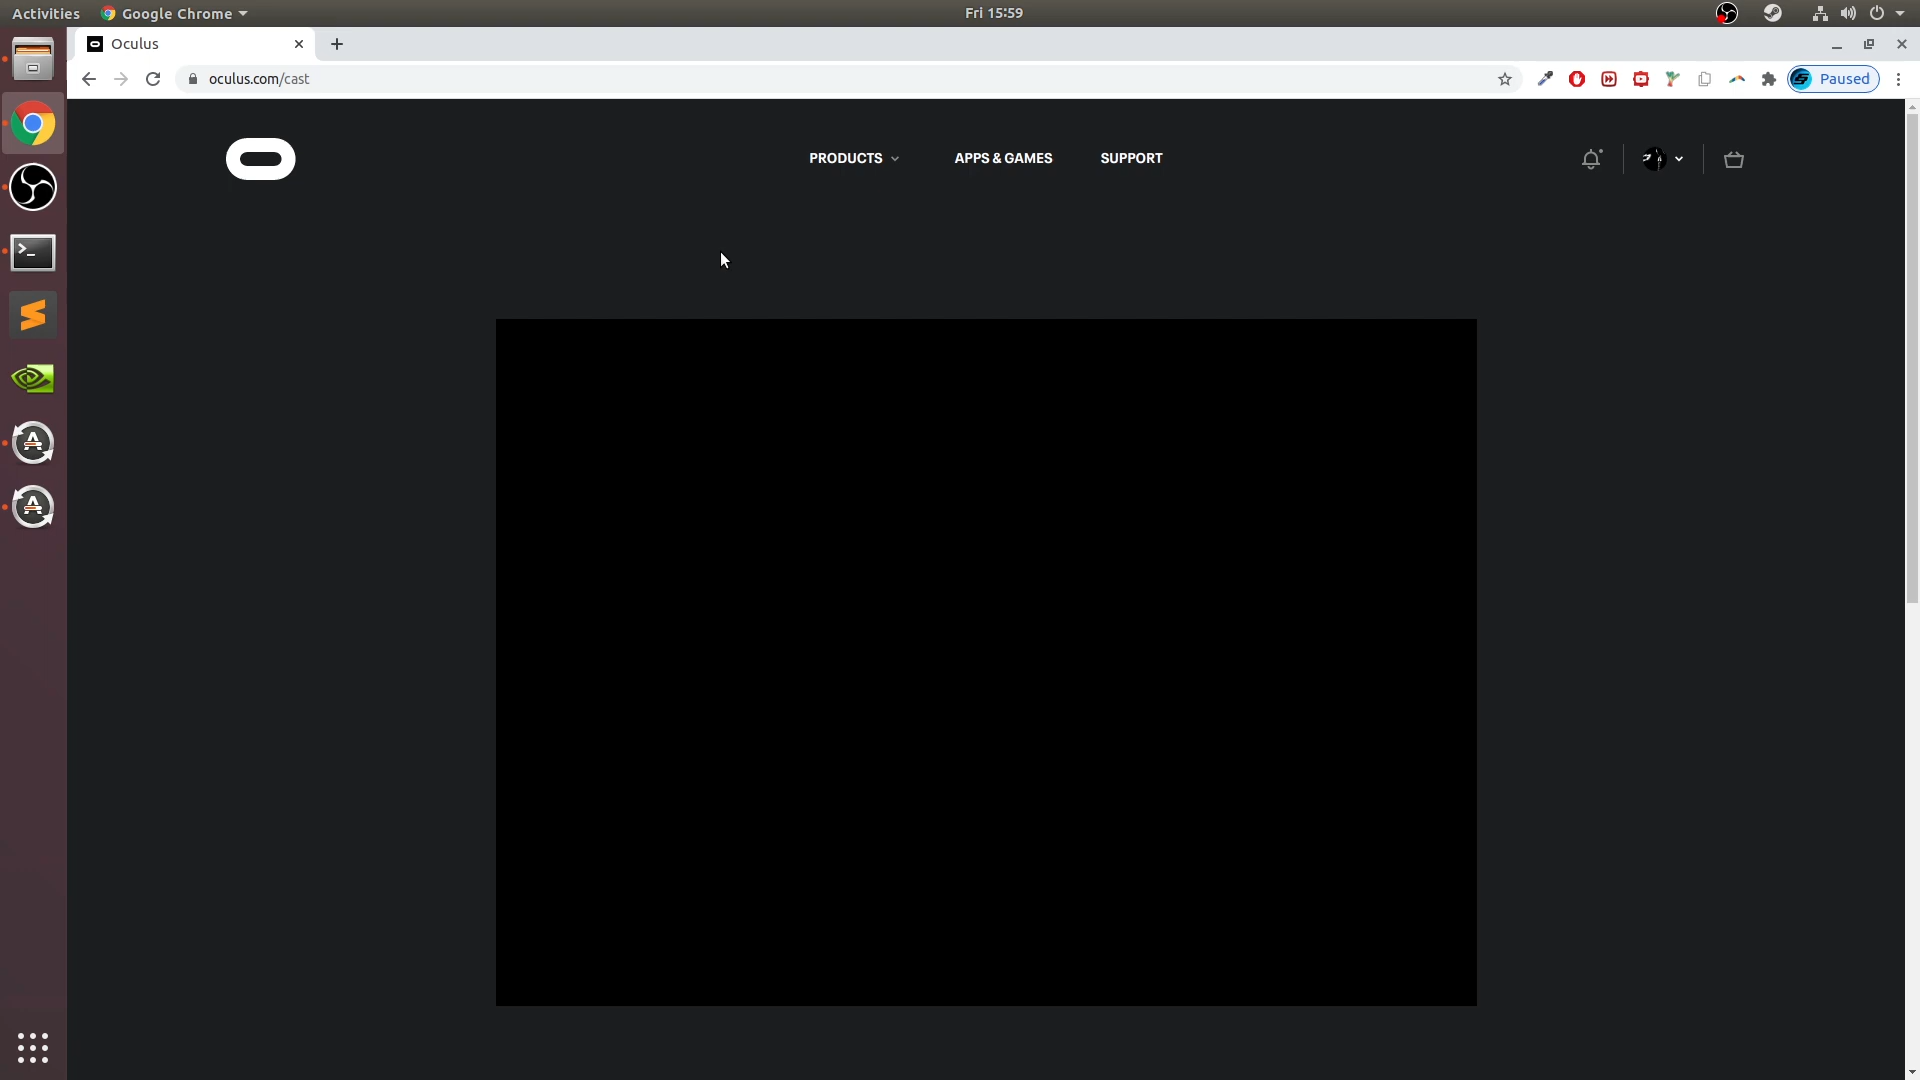 Activities
Google Chrome
Fri 15:59
Oculus
oculus.com/cast
Paused
PRODUCTS
APPS & GAMES
SUPPORT